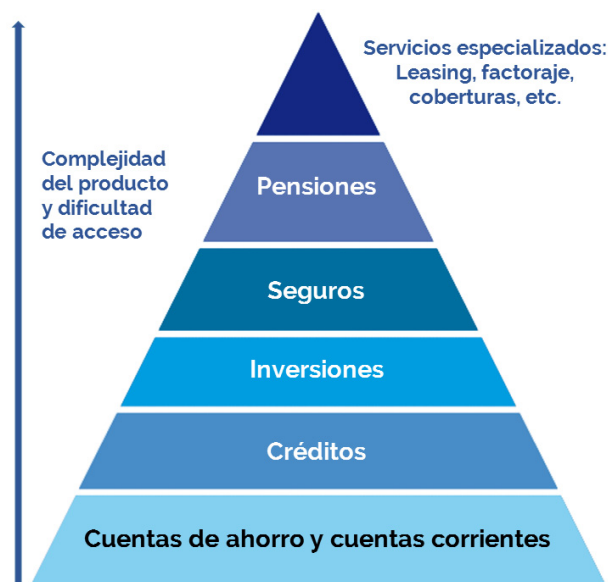 Servicios especializados:
Leasing, factoraje,
coberturas, etc.
Complejidad
del producto
y dificultad
de acceso
Pensiones
Seguros
Inversiones
Créditos
Cuentas de ahorro y cuentas corrientes